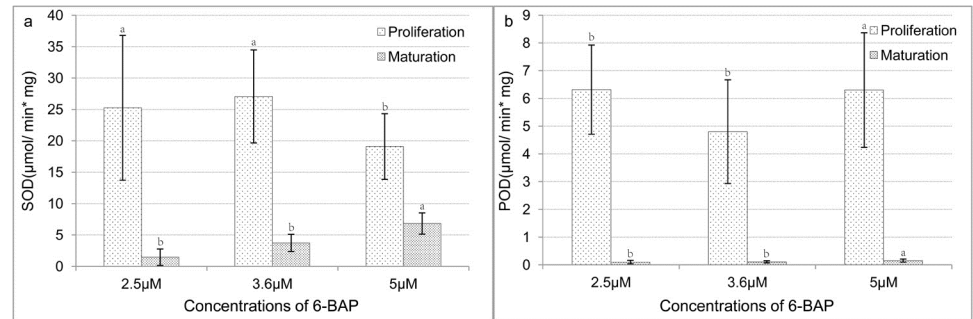 a
SOD(μmol/ min* mg)
40
35
30
25
20
15
10
5
0
Proliferation
Maturation
a
a
b
b
b
a
2.5μM
3.6μM
5μM
Concentrations of 6-BAP
b
POD(μmol/ min* mg)
9
8
7
6
5
4
3
2
1
0
Proliferation
Maturation
b
b
a
b
b
a
2.5μM
3.6μM
5μM
Concentrations of 6-BAP